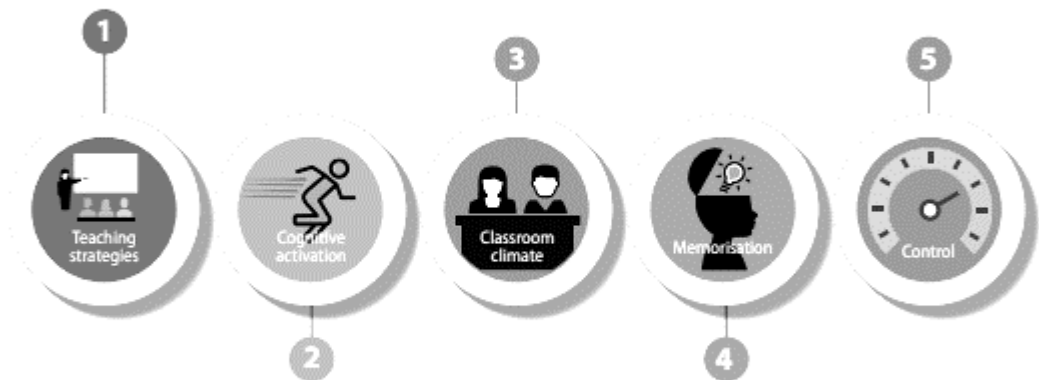 1
Teaching
strategies
2
Cognitive
activation
3
Classroom
climate
4
Memorisation
5
Control